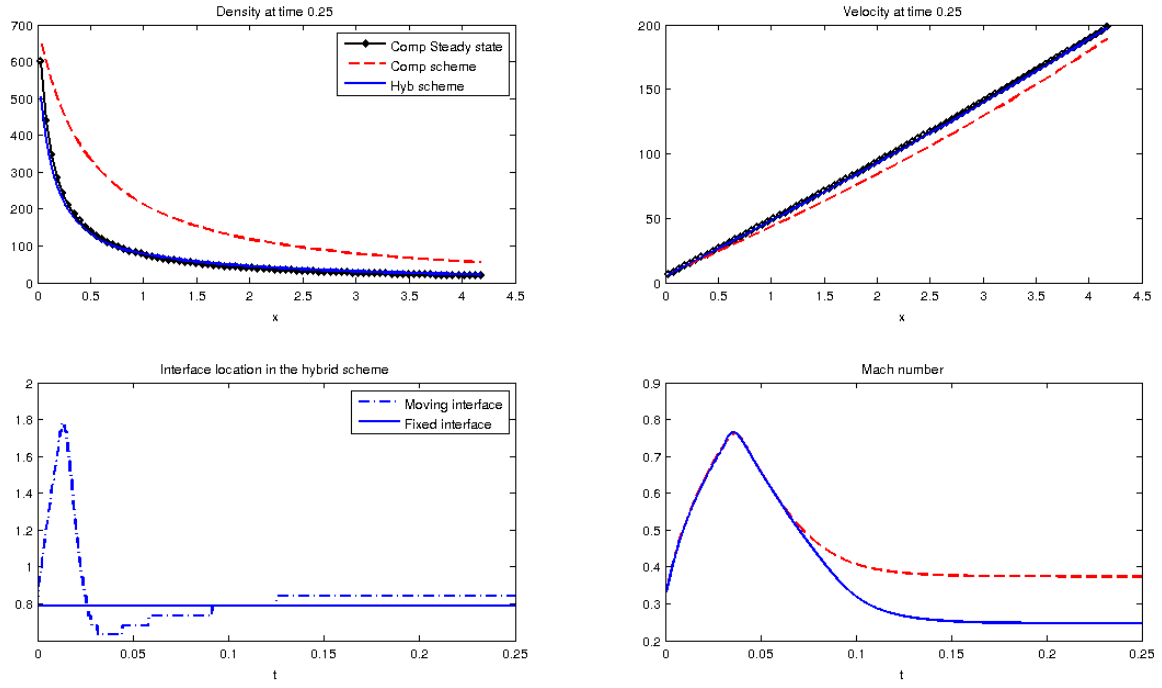 Density at time 0.25
700
600
500
400
300
200
100
0
0 0.5 1 1.5 2 2.5 3 3.5 4 4.5
x
Comp Steady state
Comp scheme
Hyb scheme
Velocity at time 0.25
200
150
100
50
0
0 0.5 1 1.5 2 2.5 3 3.5 4 4.5
x
Interface location in the hybrid scheme
2
1.8
1.6
1.4
1.2
1
0.8
0.6
0 0.05 0.1 0.15 0.2 0.25
t
Moving interface
Fixed interface
Mach number
0.9
0.8
0.7
0.6
0.5
0.4
0.3
0.2
0 0.05 0.1 0.15 0.2 0.25
t